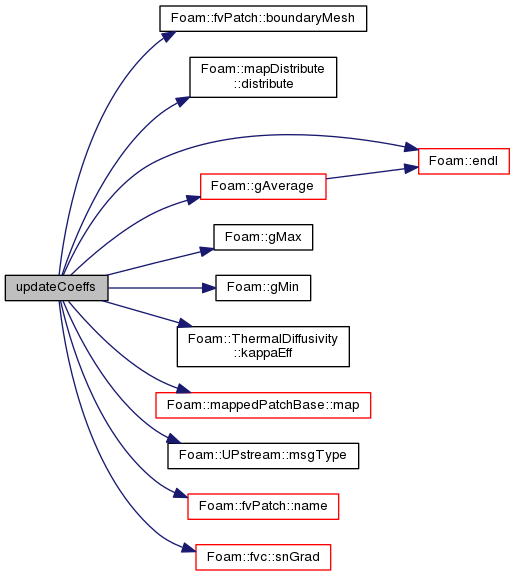 Foam::fvPatch::boundaryMesh
Foam::mapDistribute
::distribute
Foam::endl
Foam::gAverage
Foam::gMax
updateCoeffs
Foam::gMin
Foam::ThermalDiffusivity
::kappaEff
Foam::mappedPatchBase::map
Foam::UPstream::msgType
Foam::fvPatch::name
Foam::fvc::snGrad